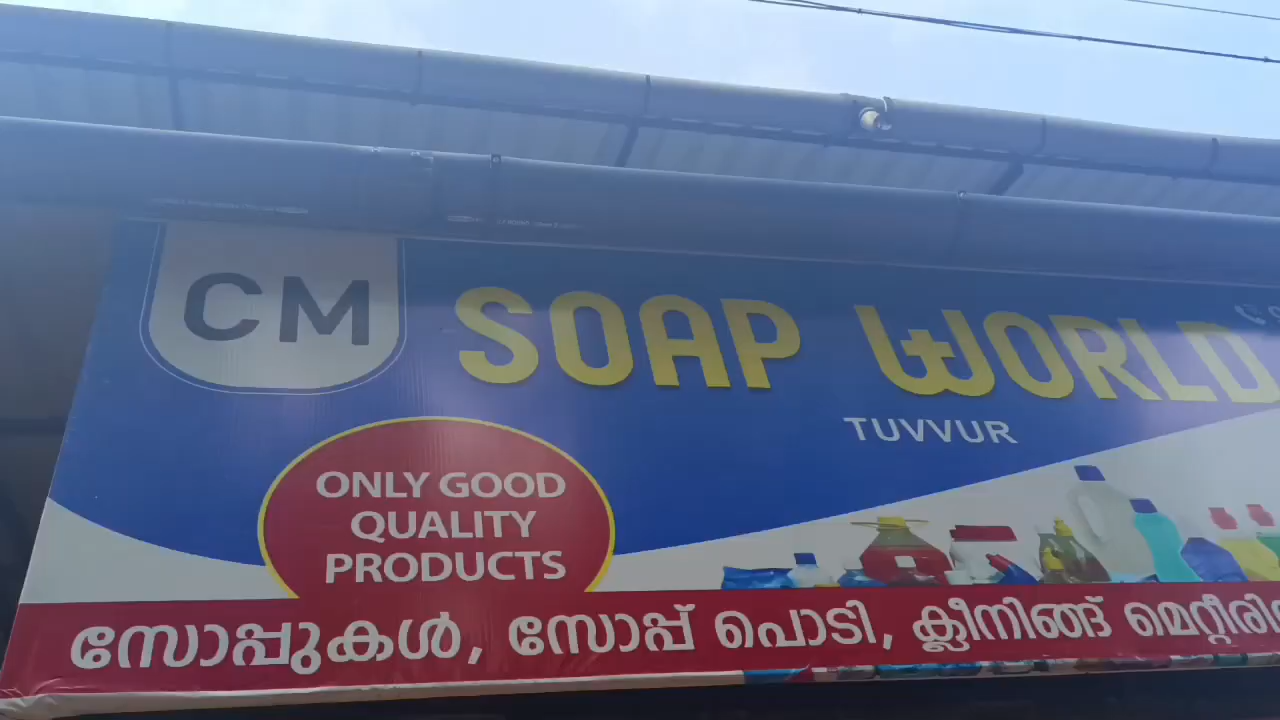 CM
SOAP WORLD
TUVVUR
ONLY GOOD
QUALITY
PRODUCTS
സോപ്പുകൾ, സോപ്പ് പൊടി, ക്ലീനിങ്ങ്